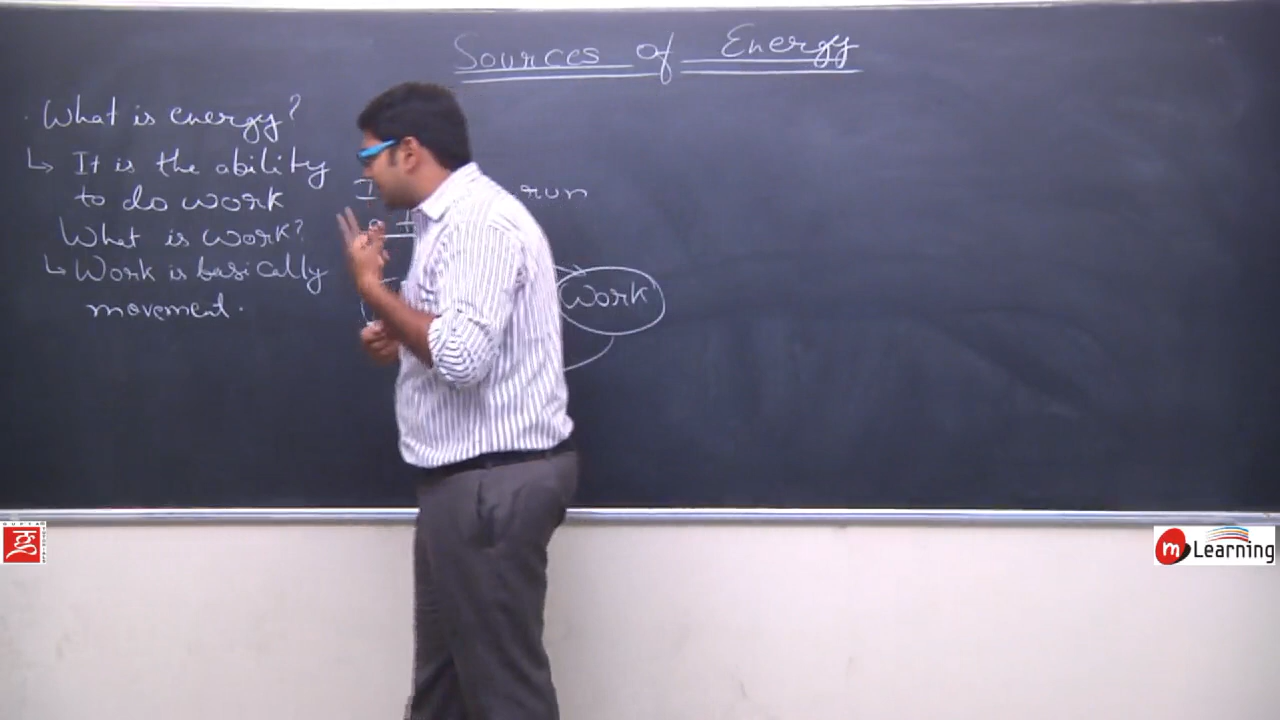 Sources of Energy
What is energy?
↳ It is the ability
to do work
What is work?
↳ Work is basically
movement.
I run
Work
m Learning